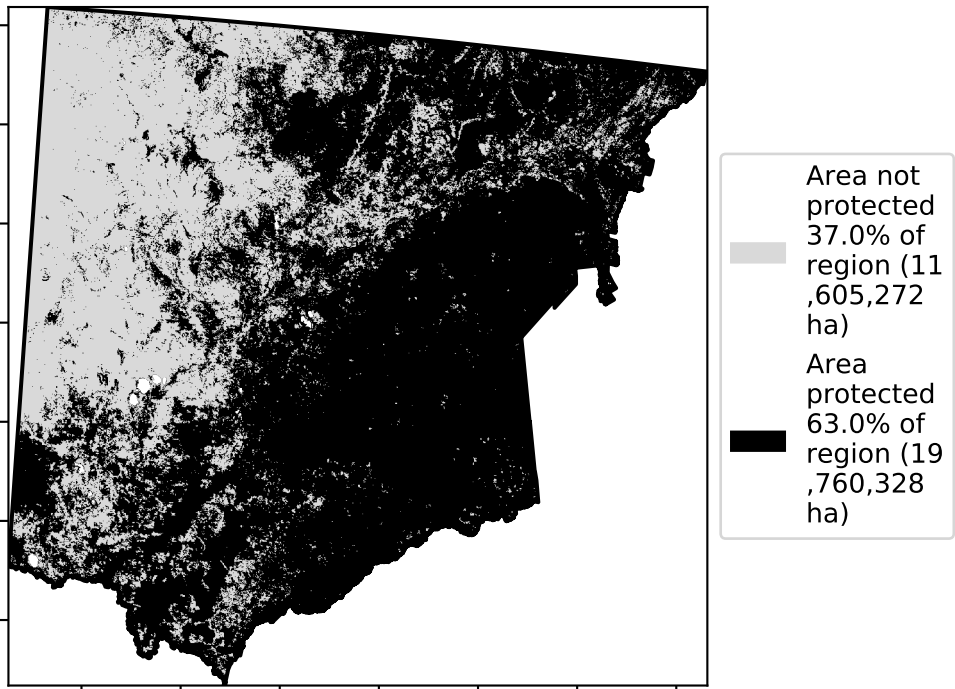 Area not
protected
37.0% of
region (11
,605,272
ha)
Area
protected
63.0% of
region (19
,760,328
ha)